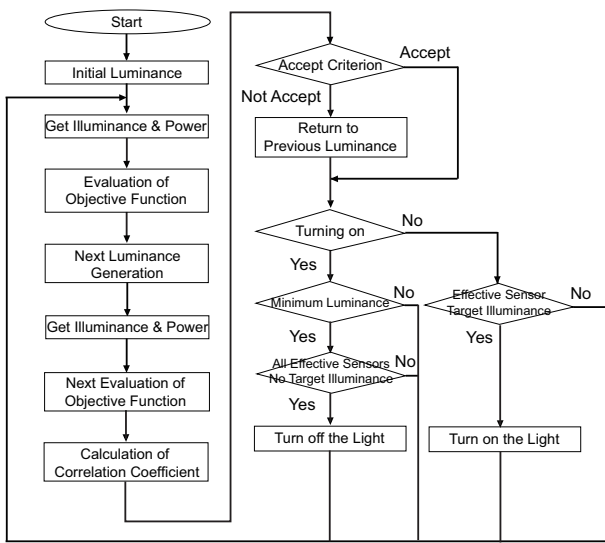 Start
Initial Luminance
Get Illuminance & Power
Evaluation of
Objective Function
Next Luminance
Generation
Get Illuminance & Power
Next Evaluation of
Objective Function
Calculation of
Correlation Coefficient
Accept Criterion
Accept
Not Accept
Return to
Previous Luminance
Turning on
No
Yes
Minimum Luminance
No
Yes
All Effective Sensors
No Target Illuminance
No
Yes
Turn off the Light
Effective Sensor
Target Illuminance
No
Yes
Turn on the Light